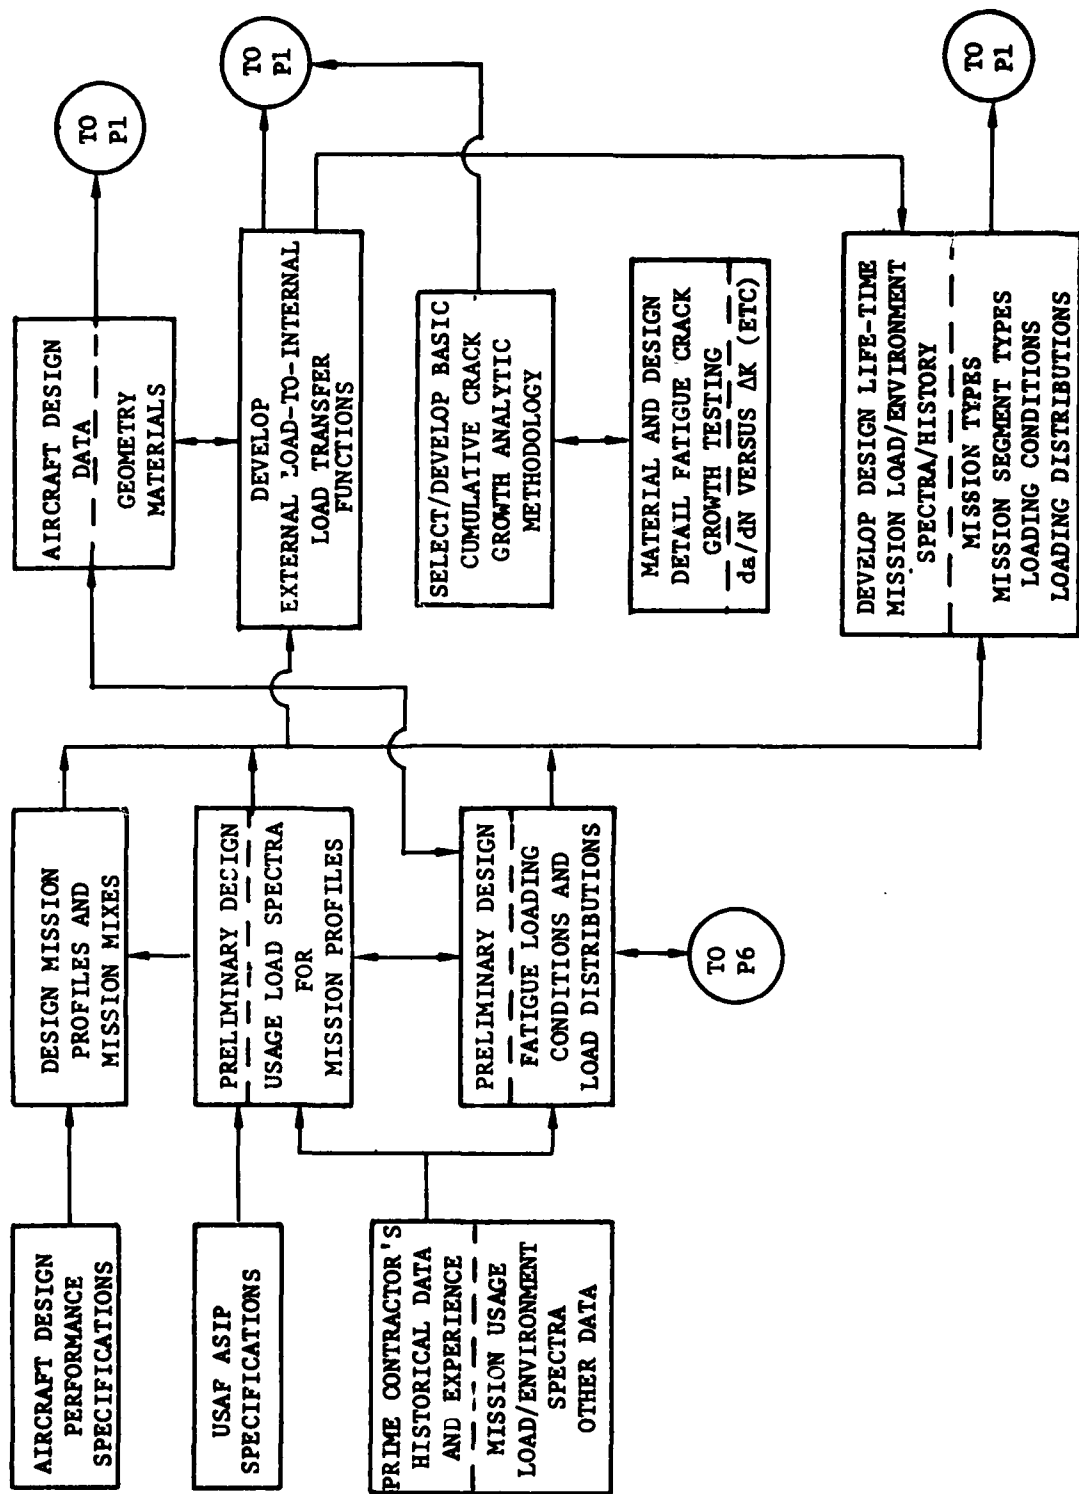 AIRCRAFT DESIGN
PERFORMANCE
SPECIFICATIONS
USAF ASIP
SPECIFICATIONS
PRIME CONTRACTOR'S
HISTORICAL DATA
AND EXPERIENCE
MISSION USAGE
LOAD/ENVIRONMENT
SPECTRA
OTHER DATA
DESIGN MISSION
PROFILES AND
MISSION MIXES
PRELIMINARY DESIGN
USAGE LOAD SPECTRA
FOR
MISSION PROFILES
PRELIMINARY DESIGN
FATIGUE LOADING
CONDITIONS AND
LOAD DISTRIBUTIONS
TO
P6
AIRCRAFT DESIGN
DATA
GEOMETRY
MATERIALS
DEVELOP
EXTERNAL LOAD-TO-INTERNAL
LOAD TRANSFER
FUNCTIONS
SELECT/DEVELOP BASIC
CUMULATIVE CRACK
GROWTH ANALYTIC
METHODOLOGY
MATERIAL AND DESIGN
DETAIL FATIGUE CRACK
GROWTH TESTING
da/dN VERSUS ΔK (ETC)
DEVELOP DESIGN LIFE-TIME
MISSION LOAD/ENVIRONMENT
SPECTRA/HISTORY
MISSION TYPES
MISSION SEGMENT TYPES
LOADING CONDITIONS
LOADING DISTRIBUTIONS
TO
P1
TO
P1
TO
P1